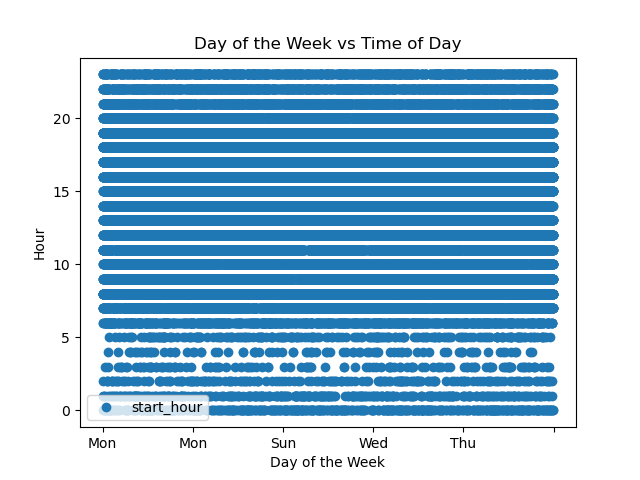 Day of the Week vs Time of Day
Hour
20
15
10
5
0
start_hour
Mon
Mon
Sun
Wed
Thu
Day of the Week